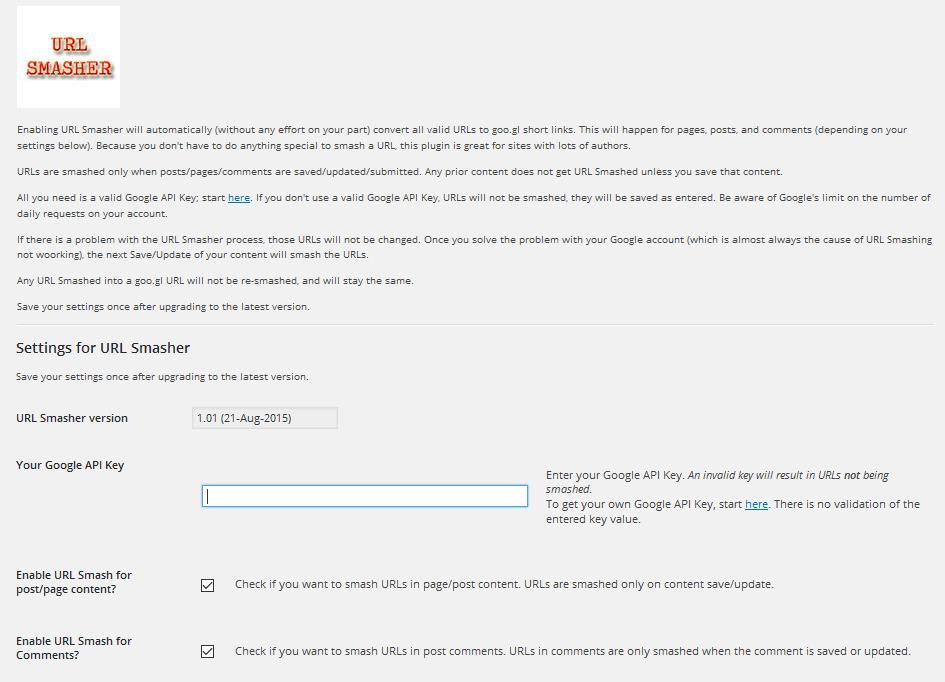 URL
SMASHER
Enabling URL Smasher will automatically (without any effort on your part) convert all valid URLs to goo.gl short links. This will happen for pages, posts, and comments (depending on your
settings below). Because you don't have to do anything special to smash a URL, this plugin is great for sites with lots of authors.
URLs are smashed only when posts/pages/comments are saved/updated/submitted. Any prior content does not get URL Smashed unless you save that content.
All you need is a valid Google API Key; start here. If you don't use a valid Google API Key, URLs will not be smashed, they will be saved as entered. Be aware of Google's limit on the number of
daily requests on your account.
If there is a problem with the URL Smasher process, those URLs will not be changed. Once you solve the problem with your Google account (which is almost always the cause of URL Smashing
not woorking), the next Save/Update of your content will smash the URLs.
Any URL Smashed into a goo.gl URL will not be re-smashed, and will stay the same.
Save your settings once after upgrading to the latest version.
Settings for URL Smasher
Save your settings once after upgrading to the latest version.
URL Smasher version
1.01 (21-Aug-2015)
Your Google API Key
Enter your Google API Key. An invalid key will result in URLs not being
smashed.
To get your own Google API Key, start here. There is no validation of the
entered key value.
Enable URL Smash for
post/page content?
Check if you want to smash URLs in page/post content. URLs are smashed only on content save/update.
Enable URL Smash for
Comments?
Check if you want to smash URLs in post comments. URLs in comments are only smashed when the comment is saved or updated.